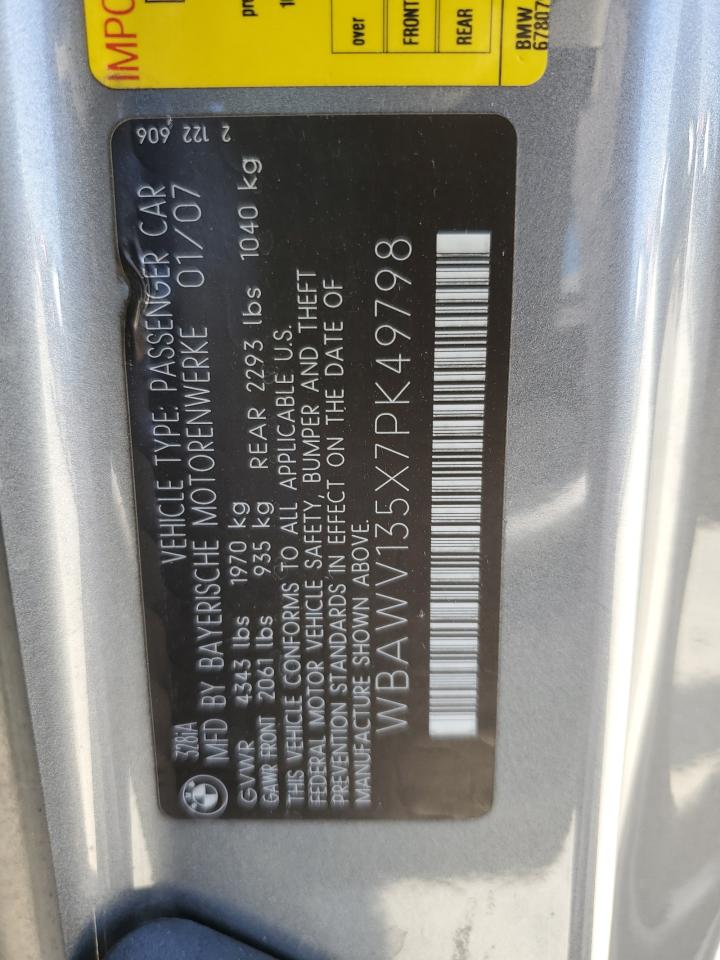 over
FRONT
REAR
BMW
328iA
VEHICLE TYPE: PASSENGER CAR
2 122 606
MFD BY BAYERISCHE MOTORENWERKE 01/07
GVWR 4343 lbs 1970 kg
GAWR FRONT 2061 lbs 935 kg REAR 2293 lbs 1040 kg
THIS VEHICLE CONFORMS TO ALL APPLICABLE U.S.
FEDERAL MOTOR VEHICLE SAFETY, BUMPER AND THEFT
PREVENTION STANDARDS IN EFFECT ON THE DATE OF
MANUFACTURE SHOWN ABOVE.
WBAWV135X7PK49798